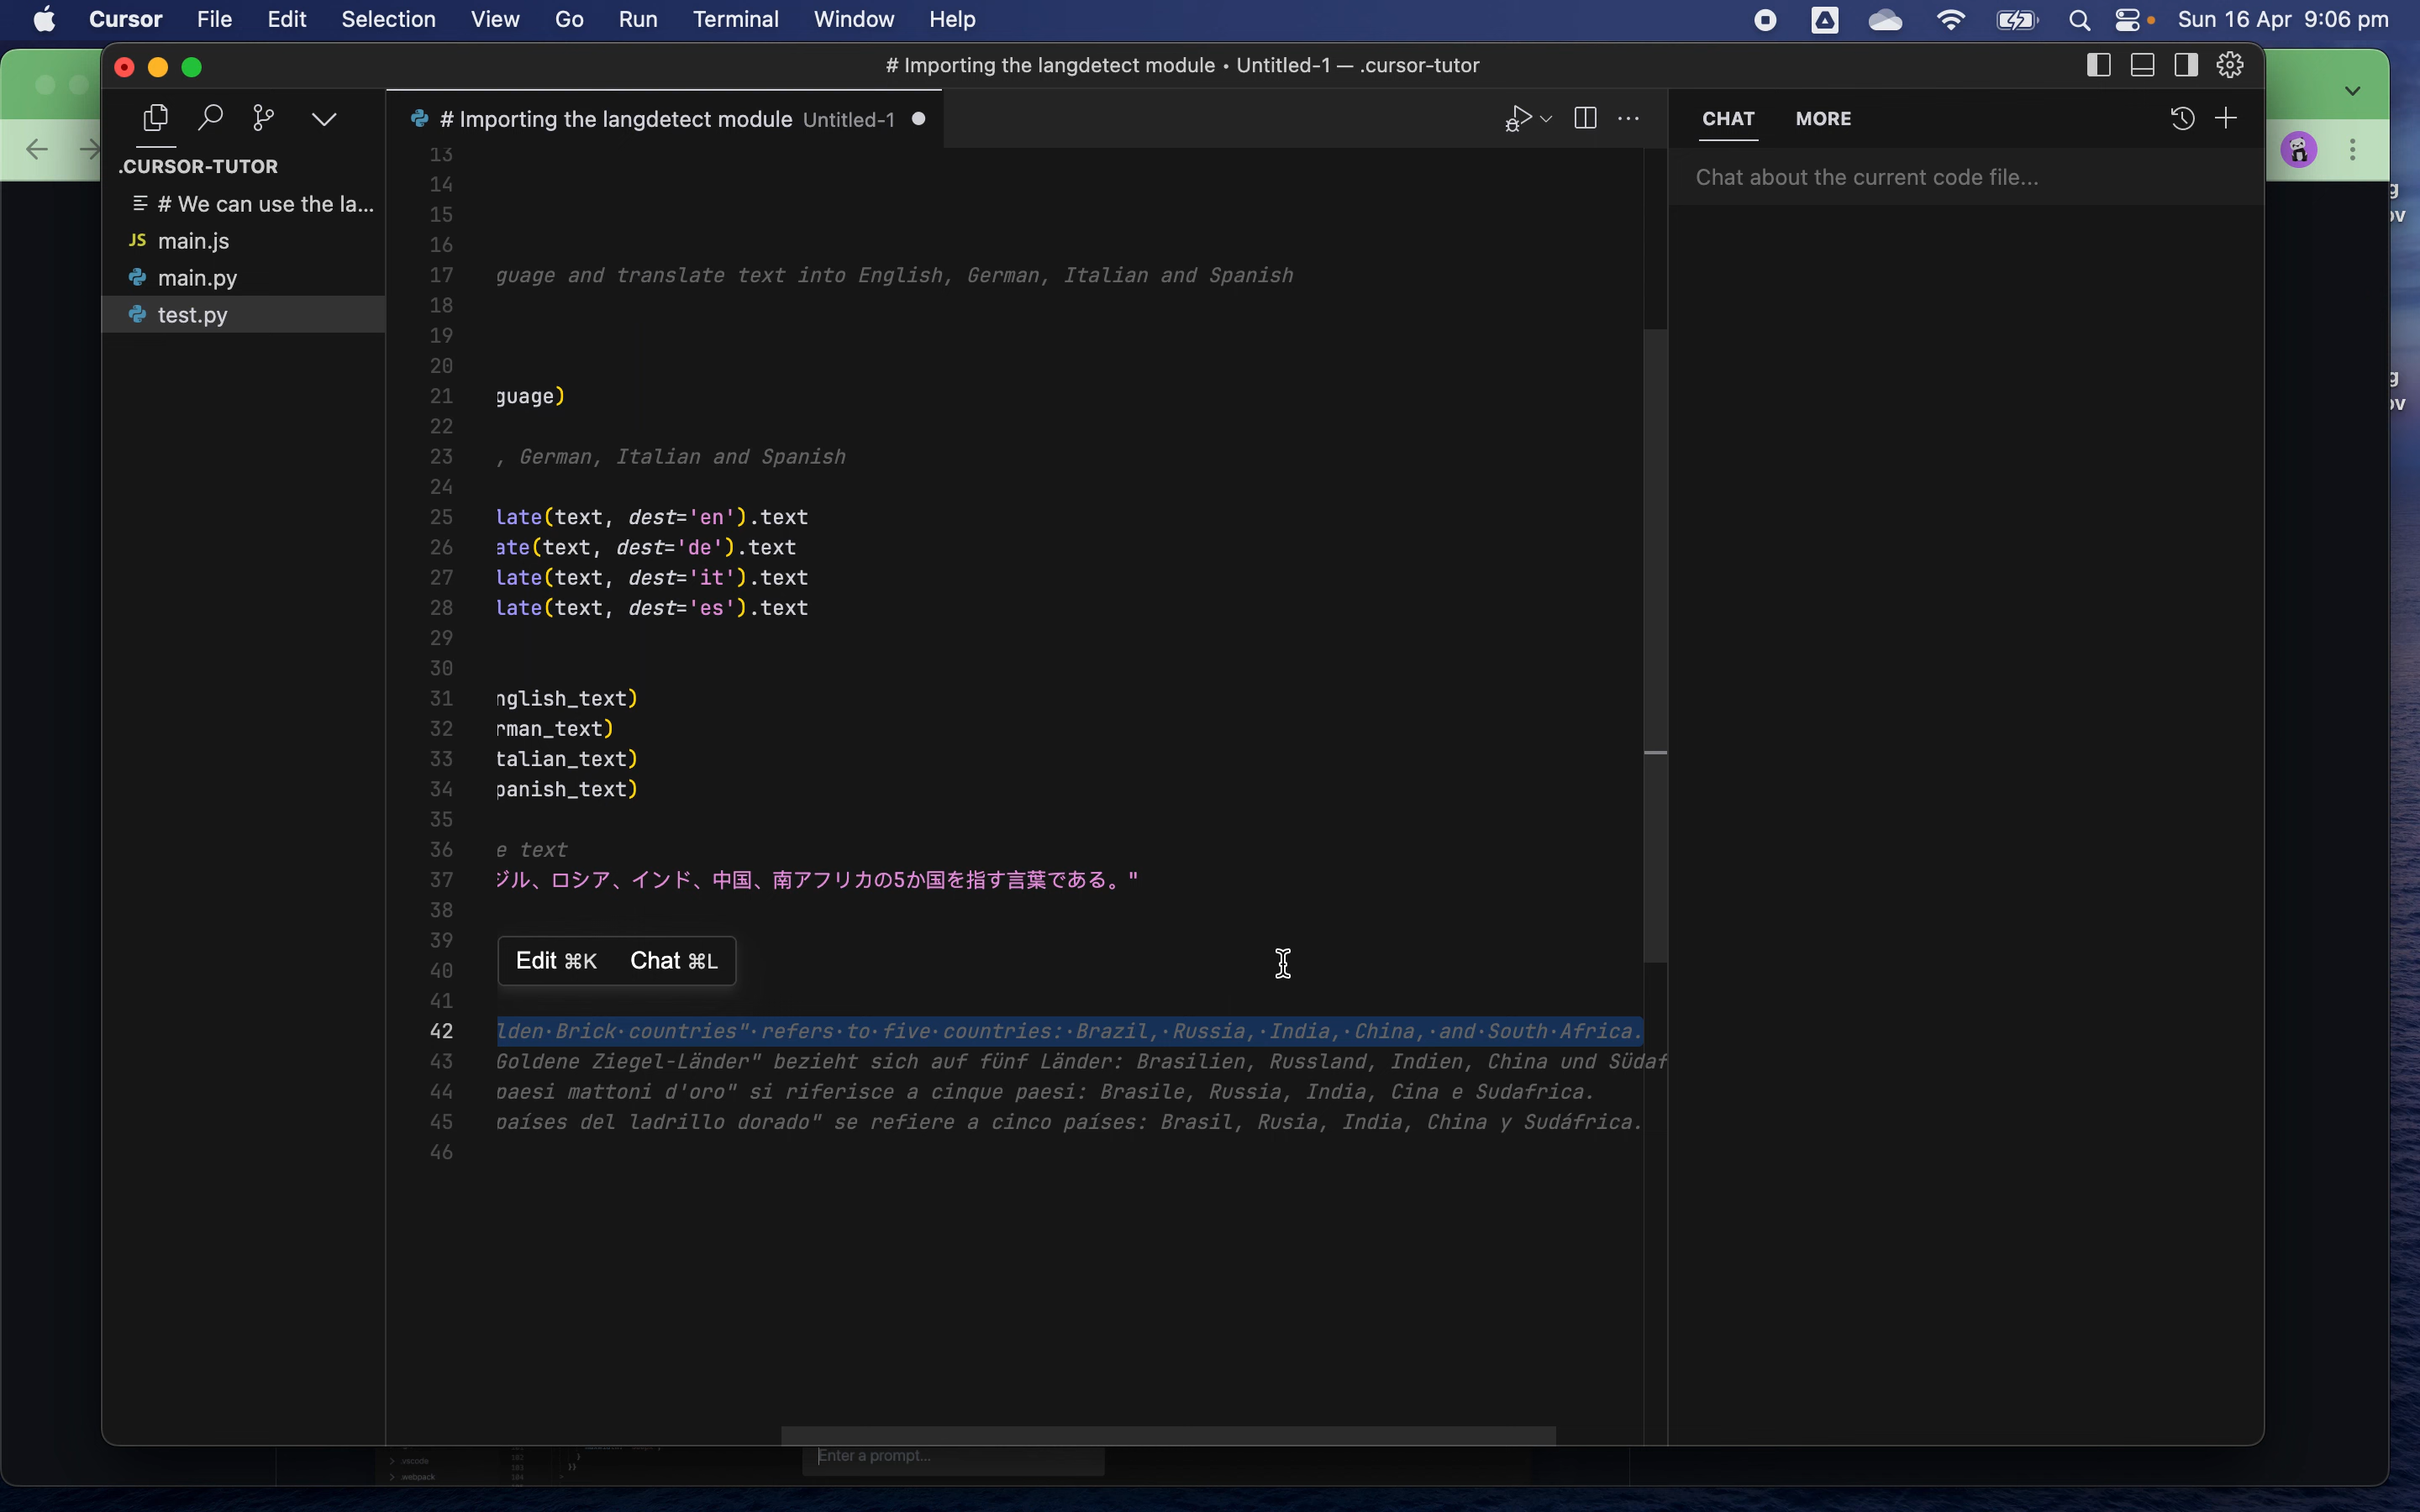 Cursor File Edit Selection View Go Run Terminal Window Help Sun 16 Apr 9:06 pm
# Importing the langdetect module • Untitled-1 — .cursor-tutor
# Importing the langdetect module Untitled-1
CHAT MORE
.CURSOR-TUTOR
# We can use the la...
JS main.js
main.py
test.py
Chat about the current code file...
13
14
15
16
17 guage and translate text into English, German, Italian and Spanish
18
19
20
21 guage)
22
23 , German, Italian and Spanish
24
25 late(text, dest='en').text
26 ate(text, dest='de').text
27 late(text, dest='it').text
28 late(text, dest='es').text
29
30
31 nglish_text)
32 rman_text)
33 talian_text)
34 panish_text)
35
36 e text
37 ジル、ロシア、インド、中国、南アフリカの5か国を指す言葉である。"
38
39
40
Edit ⌘K Chat ⌘L
41
42 lden·Brick·countries"·refers·to·five·countries:·Brazil,·Russia,·India,·China,·and·South·Africa.
43 Goldene Ziegel-Länder" bezieht sich auf fünf Länder: Brasilien, Russland, Indien, China und Südaf
44 paesi mattoni d'oro" si riferisce a cinque paesi: Brasile, Russia, India, Cina e Sudafrica.
45 países del ladrillo dorado" se refiere a cinco países: Brasil, Rusia, India, China y Sudáfrica.
46
Enter a prompt...
.vscode
.webpack
g
ov
g
ov